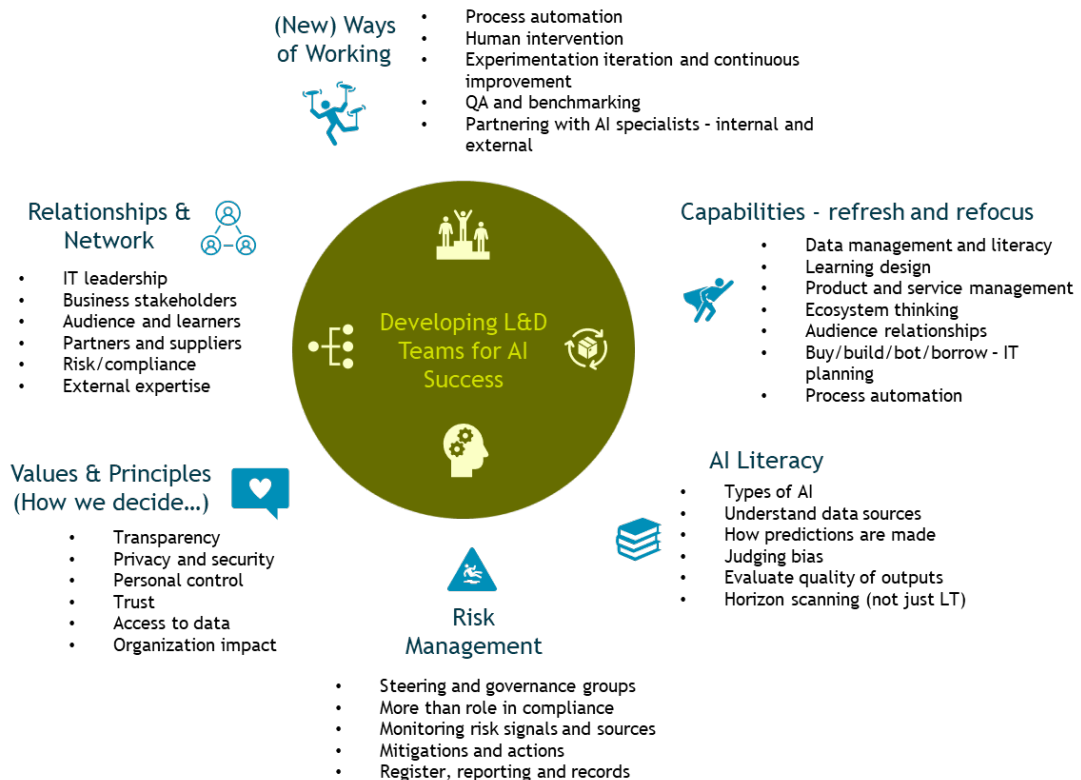 (New) Ways
of Working
• Process automation
• Human intervention
• Experimentation iteration and continuous
improvement
• QA and benchmarking
• Partnering with AI specialists - internal and
external
Relationships &
Network
• IT leadership
• Business stakeholders
• Audience and learners
• Partners and suppliers
• Risk/compliance
• External expertise
Developing L&D
Teams for AI
Success
Capabilities - refresh and refocus
• Data management and literacy
• Learning design
• Product and service management
• Ecosystem thinking
• Audience relationships
• Buy/build/bot/borrow - IT
planning
• Process automation
Values & Principles
(How we decide…)
• Transparency
• Privacy and security
• Personal control
• Trust
• Access to data
• Organization impact
AI Literacy
• Types of AI
• Understand data sources
• How predictions are made
• Judging bias
• Evaluate quality of outputs
• Horizon scanning (not just LT)
Risk
Management
• Steering and governance groups
• More than role in compliance
• Monitoring risk signals and sources
• Mitigations and actions
• Register, reporting and records